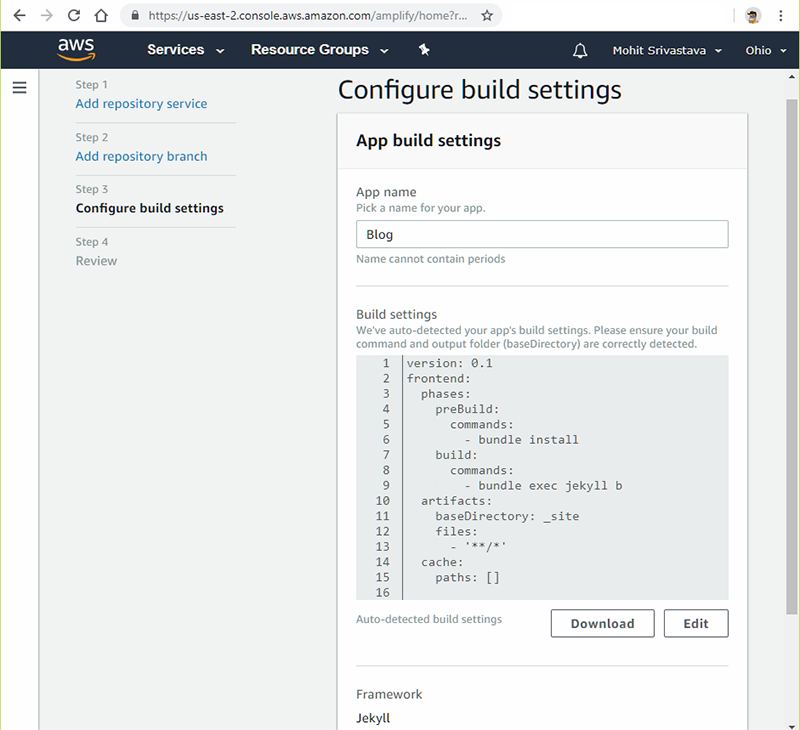 https://us-east-2.console.aws.amazon.com/amplify/home?r...
aws Services Resource Groups Mohit Srivastava Ohio
Step 1
Add repository service
Step 2
Add repository branch
Step 3
Configure build settings
Step 4
Review
Configure build settings
App build settings
App name
Pick a name for your app.
Blog
Name cannot contain periods
Build settings
We've auto-detected your app's build settings. Please ensure your build
command and output folder (baseDirectory) are correctly detected.
1 version: 0.1
2 frontend:
3 phases:
4 preBuild:
5 commands:
6 - bundle install
7 build:
8 commands:
9 - bundle exec jekyll b
10 artifacts:
11 baseDirectory: _site
12 files:
13 - '**/*'
14 cache:
15 paths: []
16
Auto-detected build settings Download Edit
Framework
Jekyll